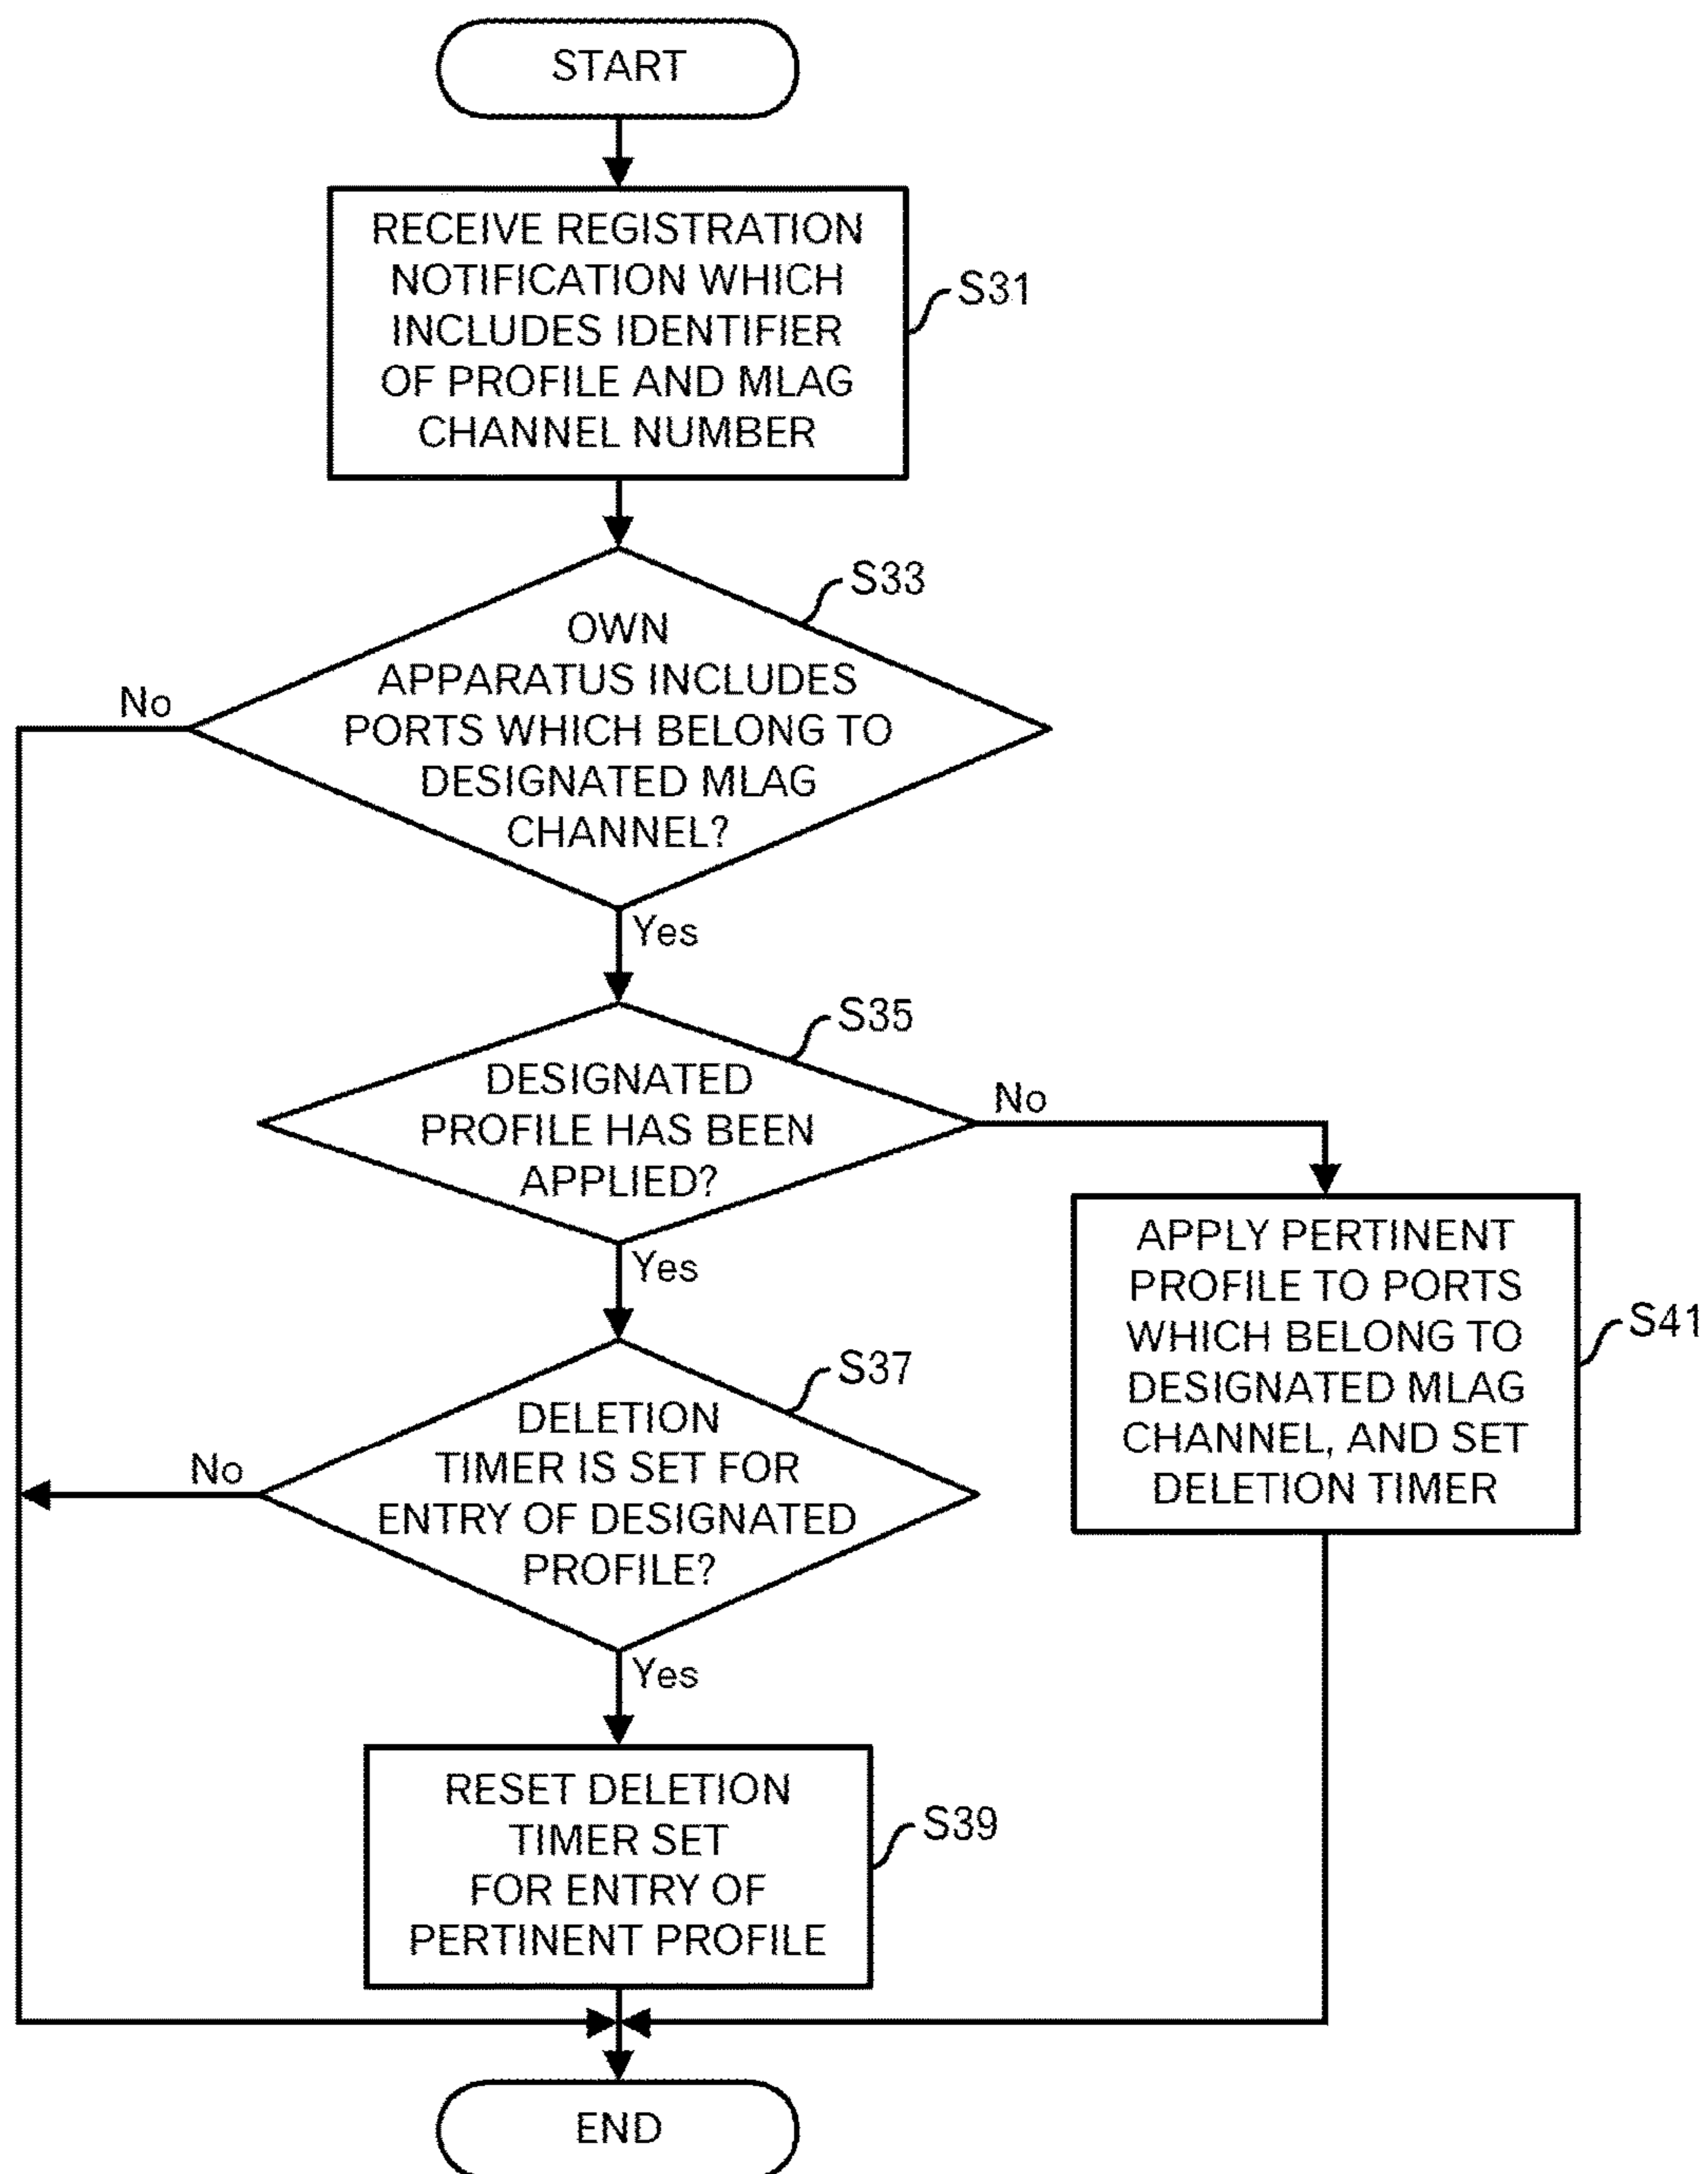 START
RECEIVE REGISTRATION
NOTIFICATION WHICH
INCLUDES IDENTIFIER
OF PROFILE AND MLAG
CHANNEL NUMBER
S31
S33
OWN
APPARATUS INCLUDES
PORTS WHICH BELONG TO
DESIGNATED MLAG
CHANNEL?
No
Yes
S35
DESIGNATED
PROFILE HAS BEEN
APPLIED?
No
Yes
APPLY PERTINENT
PROFILE TO PORTS
WHICH BELONG TO
DESIGNATED MLAG
CHANNEL, AND SET
DELETION TIMER
S41
S37
DELETION
TIMER IS SET FOR
ENTRY OF DESIGNATED
PROFILE?
No
Yes
RESET DELETION
TIMER SET
FOR ENTRY OF
PERTINENT PROFILE
S39
END